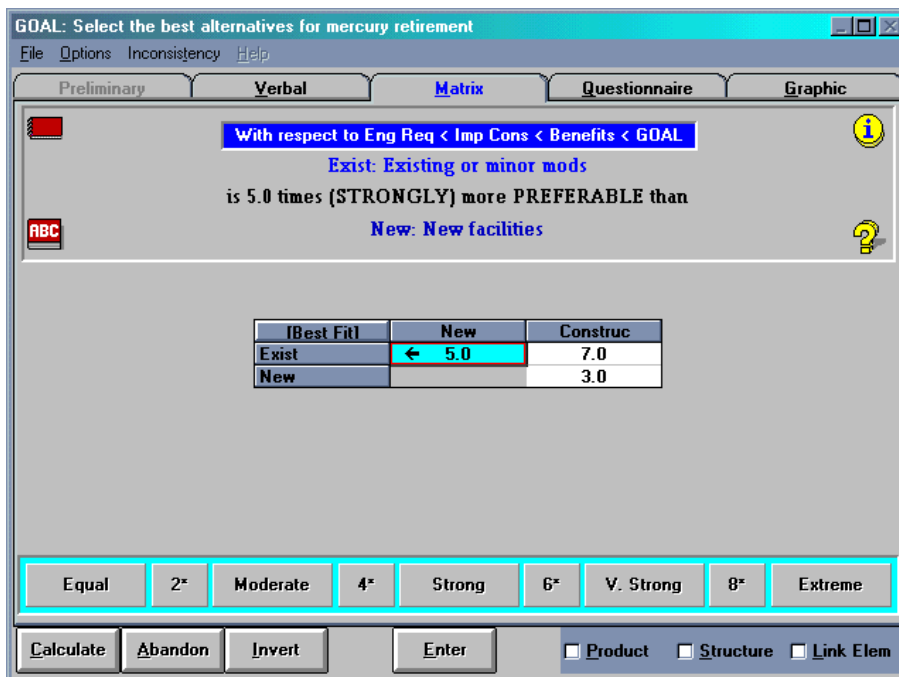 GOAL: Select the best alternatives for mercury retirement
File Options Inconsistency Help
Preliminary Verbal Matrix Questionnaire Graphic
With respect to Eng Req < Imp Cons < Benefits < GOAL
Exist: Existing or minor mods
is 5.0 times (STRONGLY) more PREFERABLE than
ABC
New: New facilities
[Best Fit] New Construc
Exist ← 5.0 7.0
New 3.0
Equal 2* Moderate 4* Strong 6* V. Strong 8* Extreme
Calculate Abandon Invert Enter Product Structure Link Elem